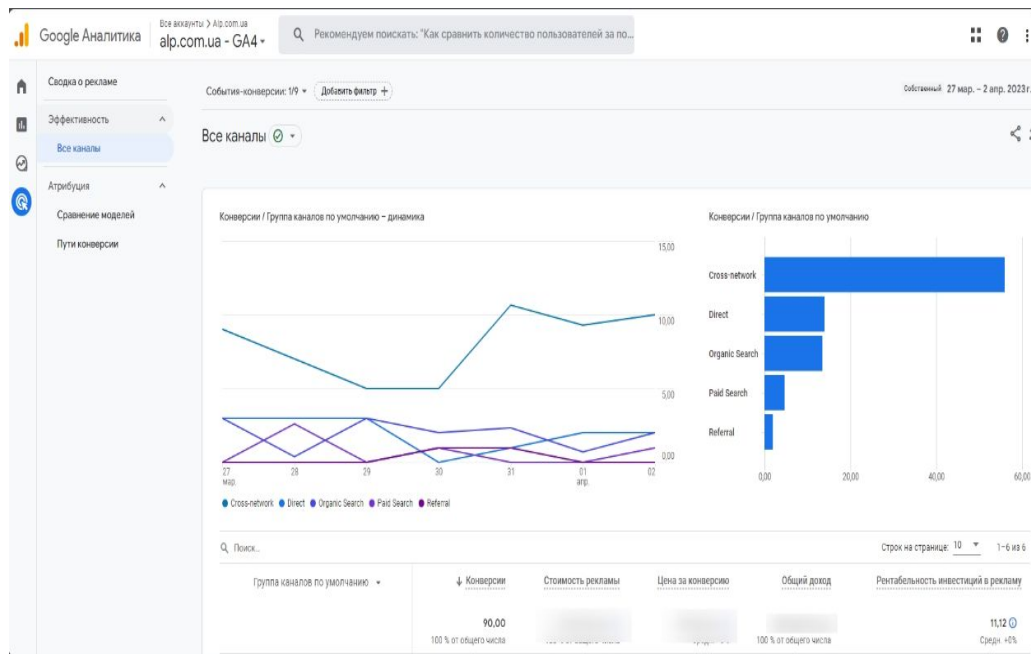 Google Аналитика
Все аккаунты > Alp.com.ua
alp.com.ua - GA4
Рекомендуем поискать: "Как сравнить количество пользователей за по...
Сводка о рекламе
Эффективность
Все каналы
Атрибуция
Сравнение моделей
Пути конверсии
События-конверсии: 1/9
Добавить фильтр +
Собственный 27 мар. – 2 апр. 2023 г.
Все каналы
Конверсии / Группа каналов по умолчанию – динамика
15,00
10,00
5,00
0,00
27 28 29 30 31 01 02
мар. апр.
Cross-network Direct Organic Search Paid Search Referral
Конверсии / Группа каналов по умолчанию
Cross-network
Direct
Organic Search
Paid Search
Referral
0,00 20,00 40,00 60,00
Поиск...
Строк на странице: 10 1–6 из 6
Группа каналов по умолчанию ↓ Конверсии Стоимость рекламы Цена за конверсию Общий доход Рентабельность инвестиций в рекламу
90,00 11,12
100 % от общего числа 100 % от общего числа Средн. +0%